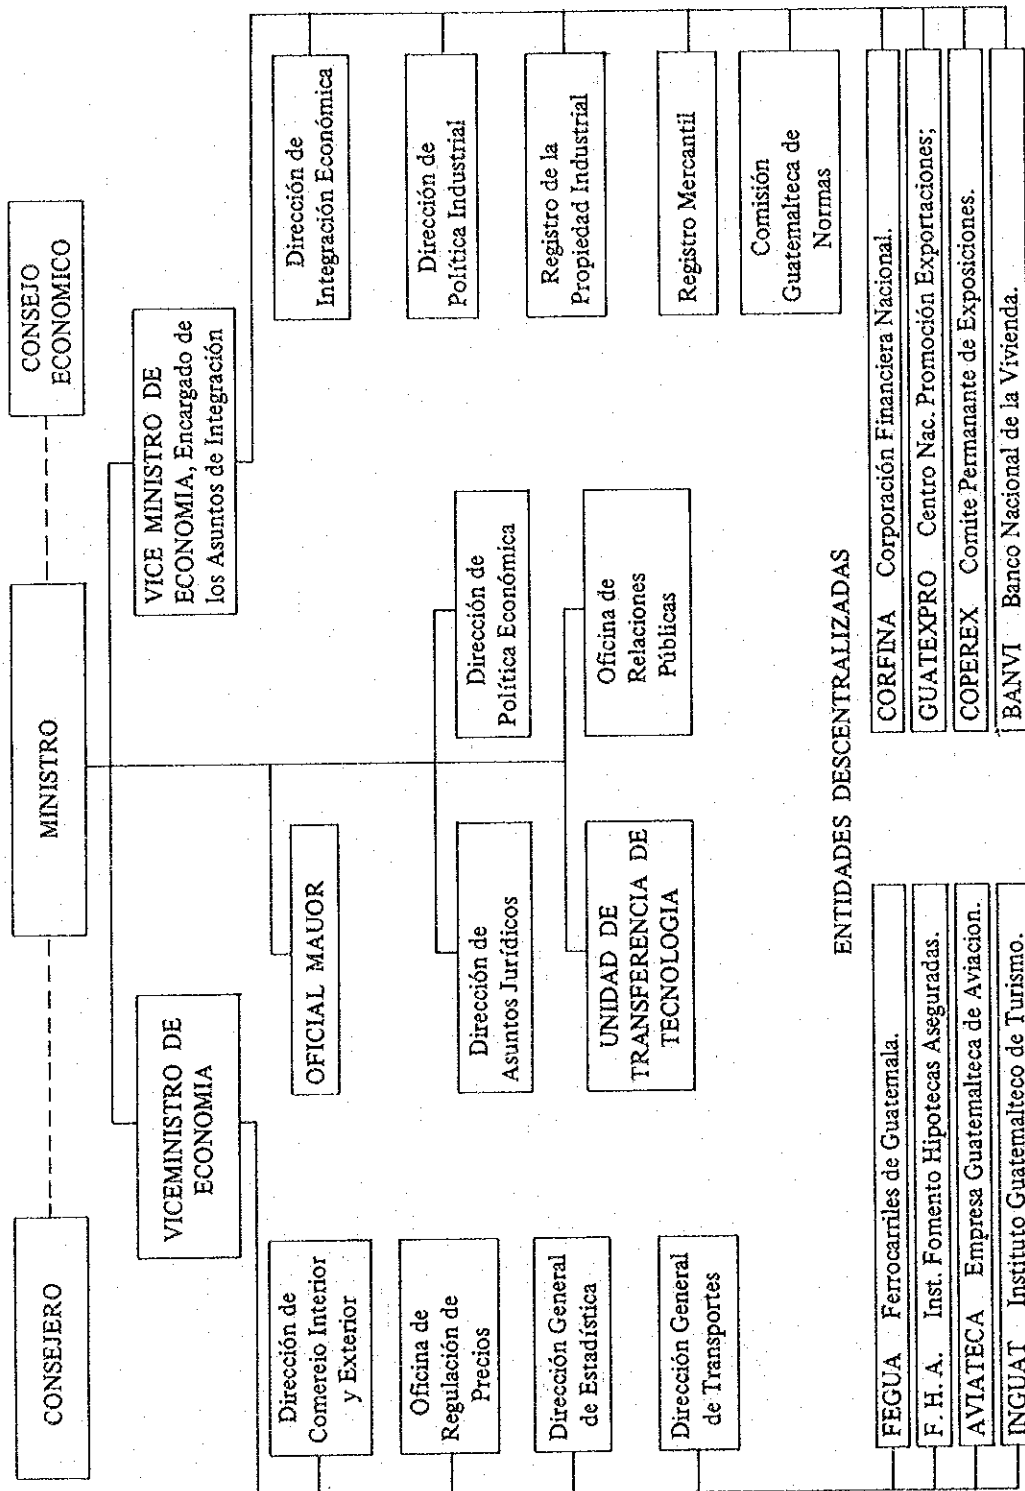 CONSEJERO
MINISTRO
CONSEJO
ECONOMICO
VICEMINISTRO DE
ECONOMIA
VICE MINISTRO DE
ECONOMIA, Encargado de
los Asuntos de Integración
OFICIAL MAUOR
Dirección de
Comereio Interior
y Exterior
Oficina de
Regulación de
Precios
Dirección General
de Estadística
Dirección General
de Transportes
Dirección de
Asuntos Jurídicos
Dirección de
Política Económica
UNIDAD DE
TRANSFERENCIA DE
TECNOLOGIA
Oficina de
Relaciones
Públicas
Dirección de
Integración Económica
Dirección de
Política Industrial
Registro de la
Propiedad Industrial
Registro Mercantil
Comisión
Guatemalteca de
Normas
ENTIDADES DESCENTRALIZADAS
FEGUA Ferrocarriles de Guatemala.
F. H. A. Inst. Fomento Hipotecas Aseguradas.
AVIATECA Empresa Guatemalteca de Aviacion.
INGUAT Instituto Guatemalteco de Turismo.
CORFINA Corporación Financiera Nacional.
GUATEXPRO Centro Nac. Promoción Exportaciones;
COPEREX Comite Permanante de Exposiciones.
BANVI Banco Nacional de la Vivienda.